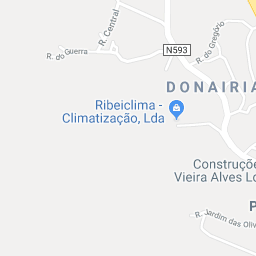 R. Central
R. do Guerra
N593
R. do Gregório
DONAIRIA
Ribeiclima -
Climatização, Lda
Construçõe
Vieira Alves Lo
P
R. Jardim das Oliv